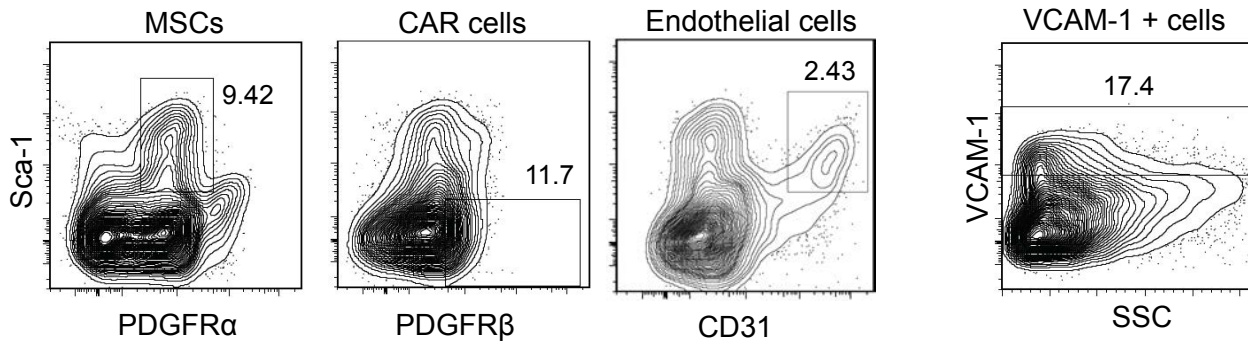 MSCs
CAR cells
Endothelial cells
VCAM-1 + cells
9.42
11.7
2.43
17.4
Sca-1
VCAM-1
PDGFRα
PDGFRβ
CD31
SSC